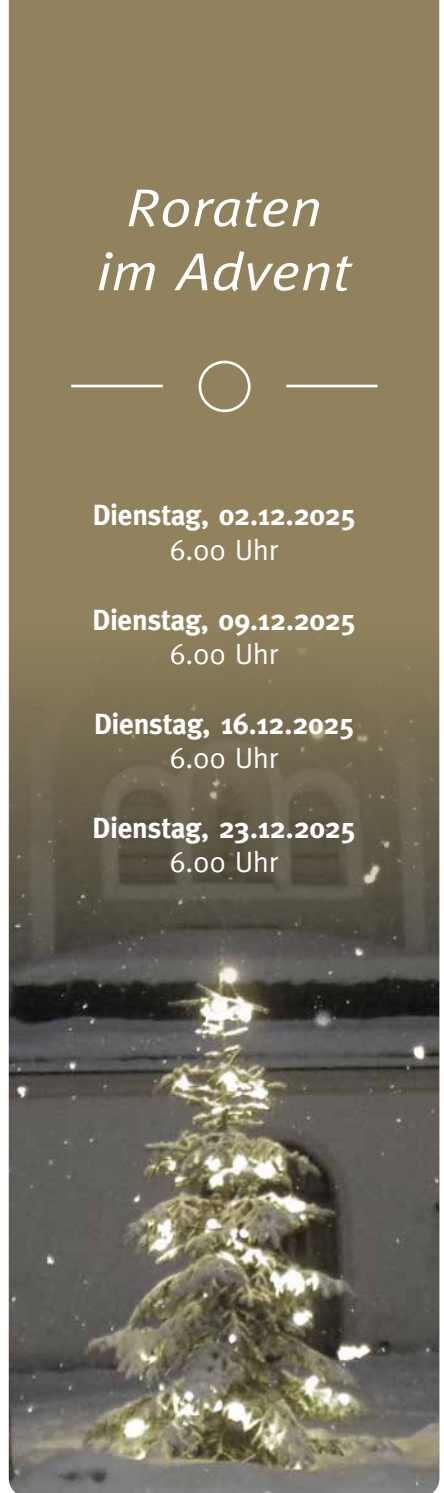 Roraten
im Advent
Dienstag, 02.12.2025
6.00 Uhr
Dienstag, 09.12.2025
6.00 Uhr
Dienstag, 16.12.2025
6.00 Uhr
Dienstag, 23.12.2025
6.00 Uhr